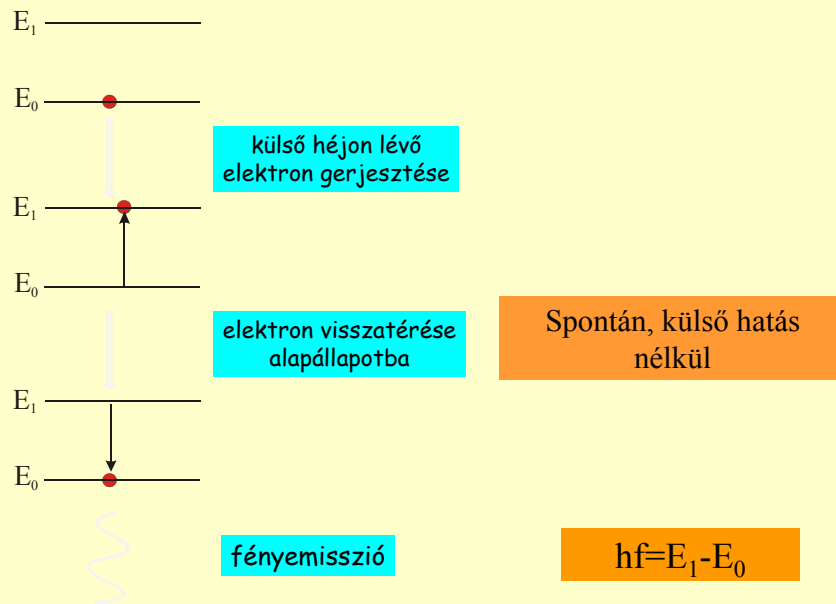 E₁
E₀
külső héjon lévő
elektron gerjesztése
E₁
E₀
elektron visszatérése
alapállapotba
Spontán, külső hatás
nélkül
E₁
E₀
fényemisszió
hf=E₁-E₀